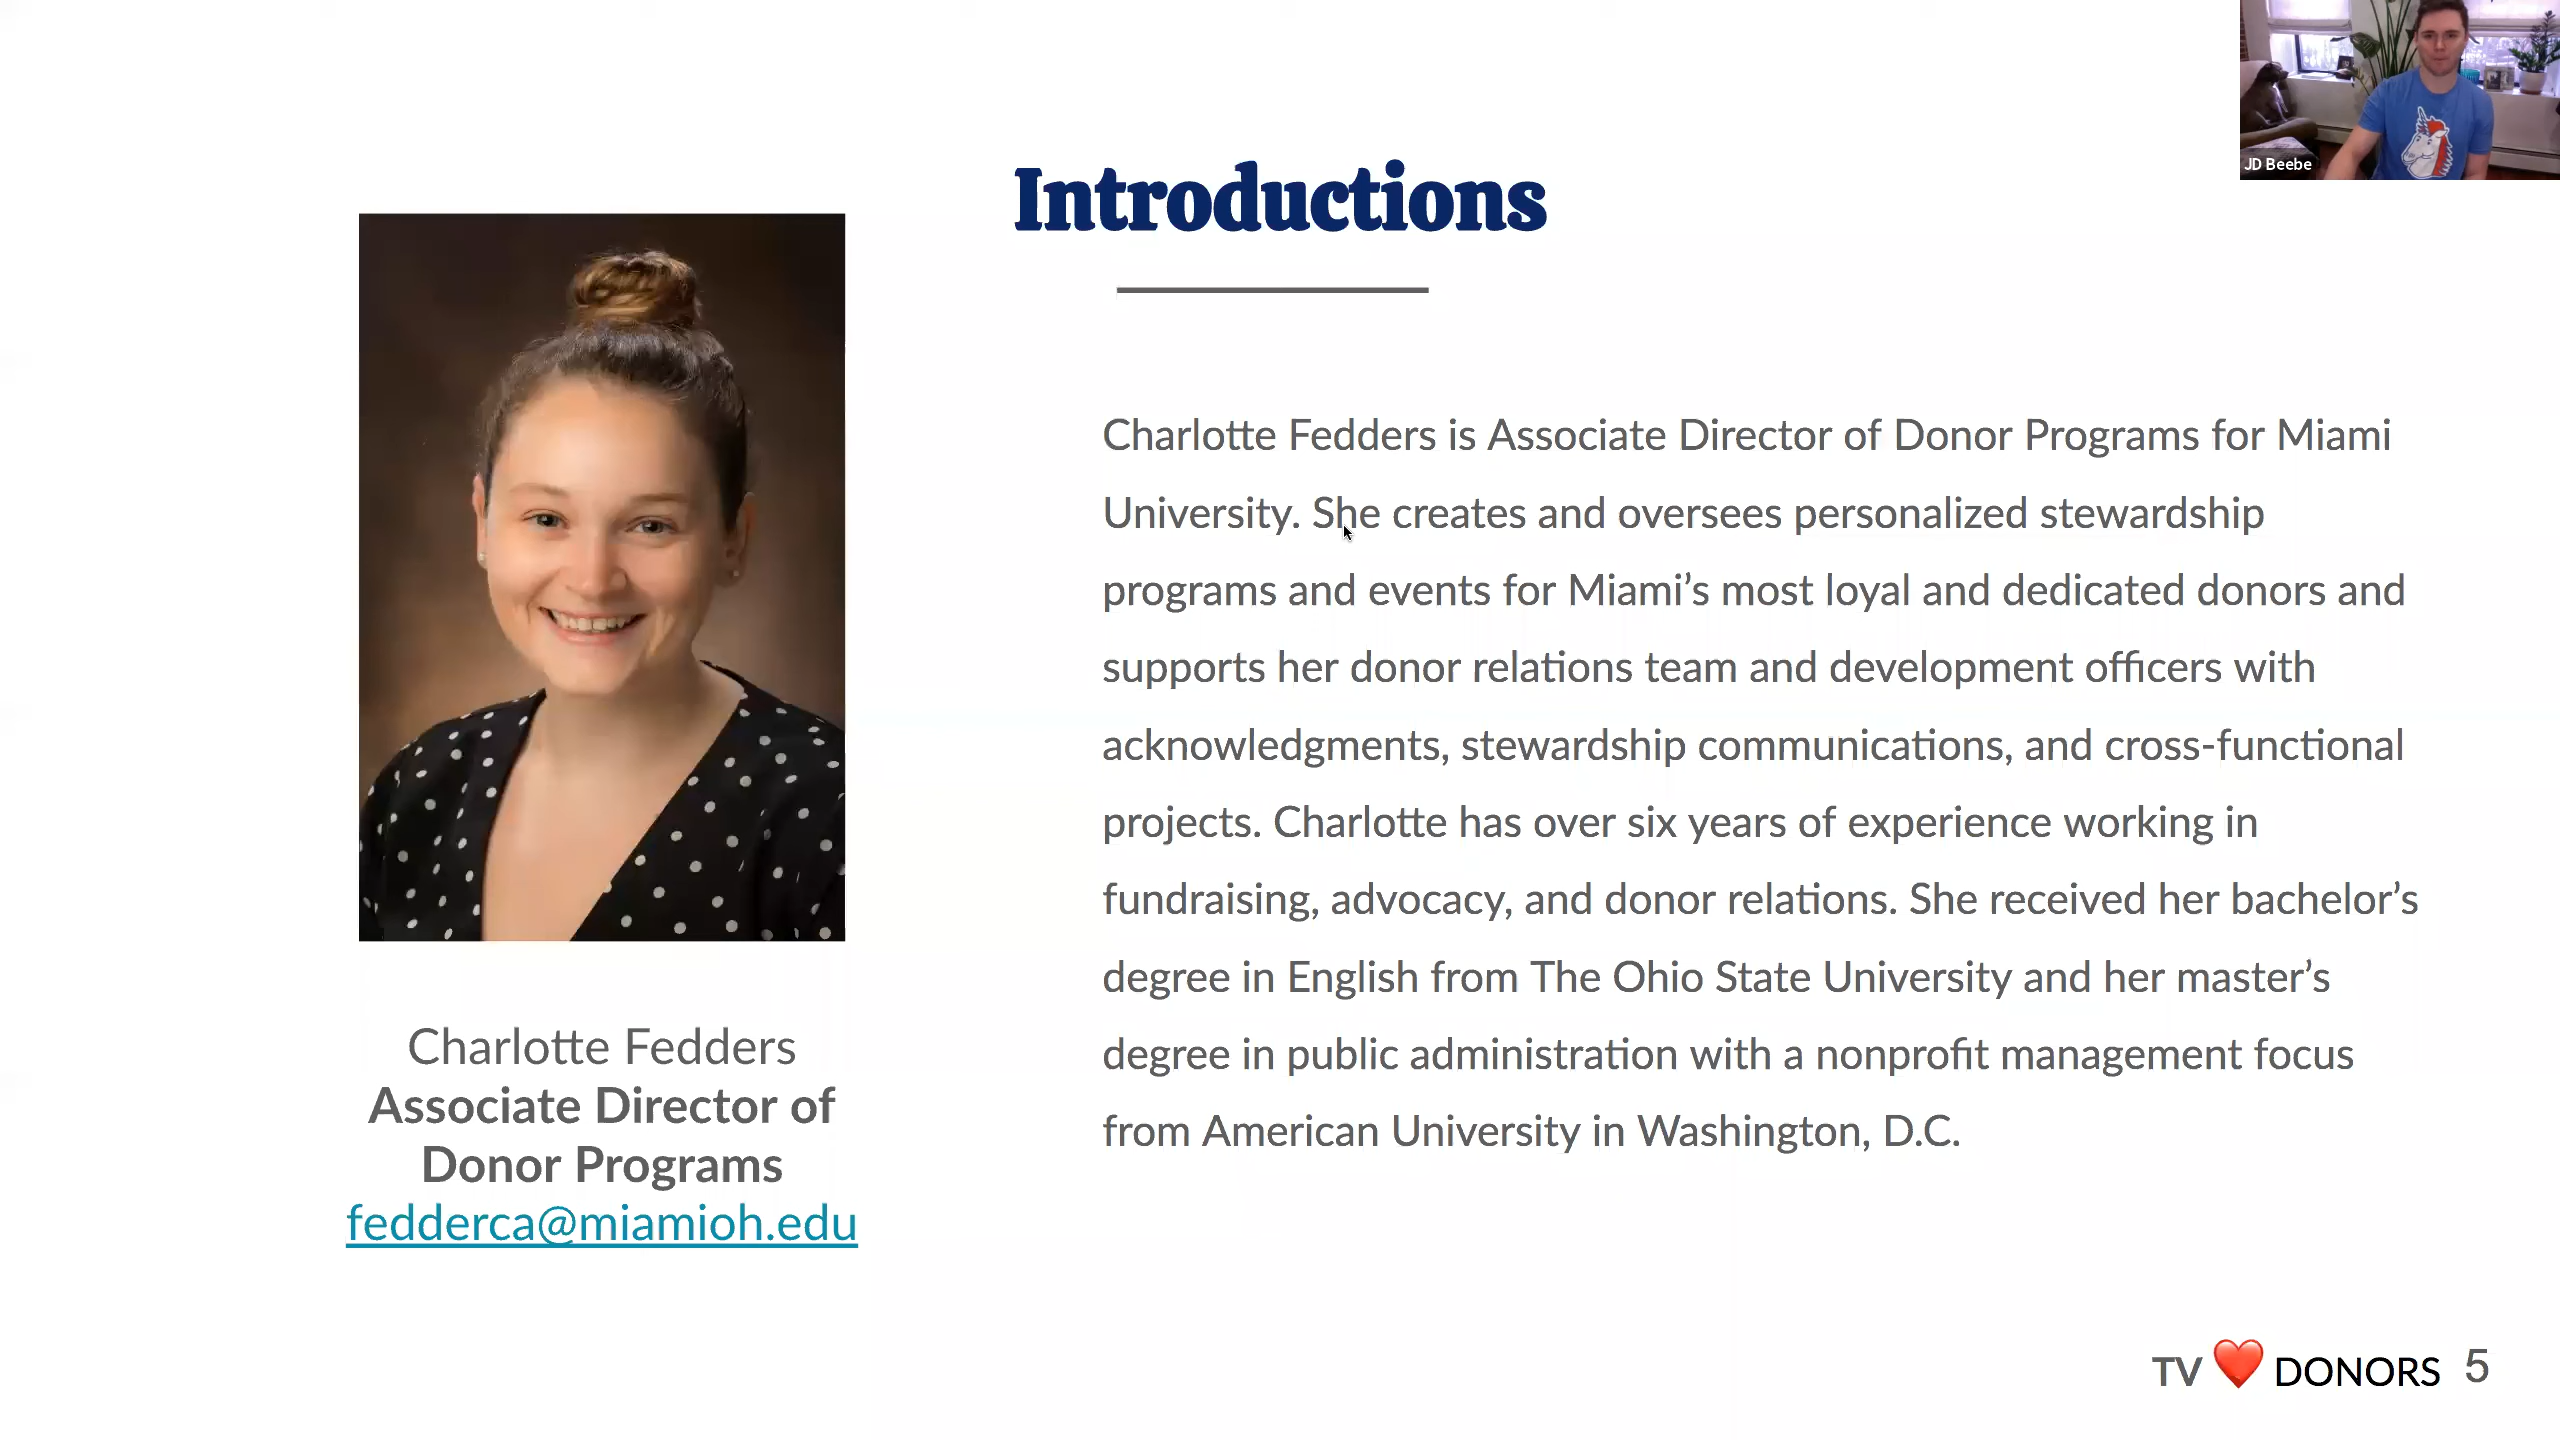 JD Beebe
Introductions
Charlotte Fedders is Associate Director of Donor Programs for Miami
University. She creates and oversees personalized stewardship
programs and events for Miami’s most loyal and dedicated donors and
supports her donor relations team and development officers with
acknowledgments, stewardship communications, and cross-functional
projects. Charlotte has over six years of experience working in
fundraising, advocacy, and donor relations. She received her bachelor’s
degree in English from The Ohio State University and her master’s
degree in public administration with a nonprofit management focus
from American University in Washington, D.C.
Charlotte Fedders
Associate Director of
Donor Programs
fedderca@miamioh.edu
TV ❤️ DONORS 5